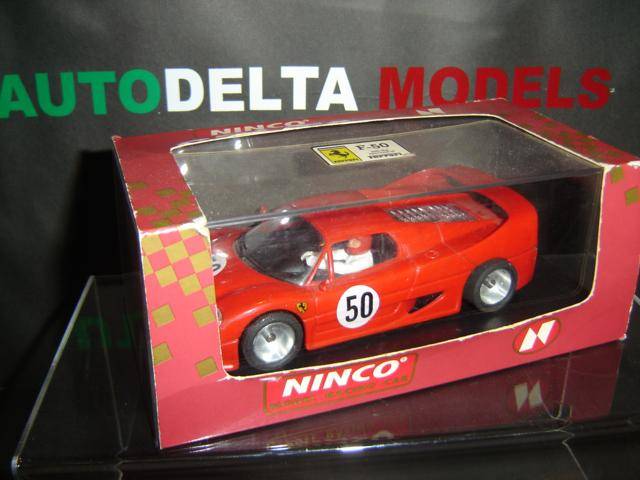 AUTODELTA MODELS
NINCO
F-50
FERRARI
50
NINCO
N